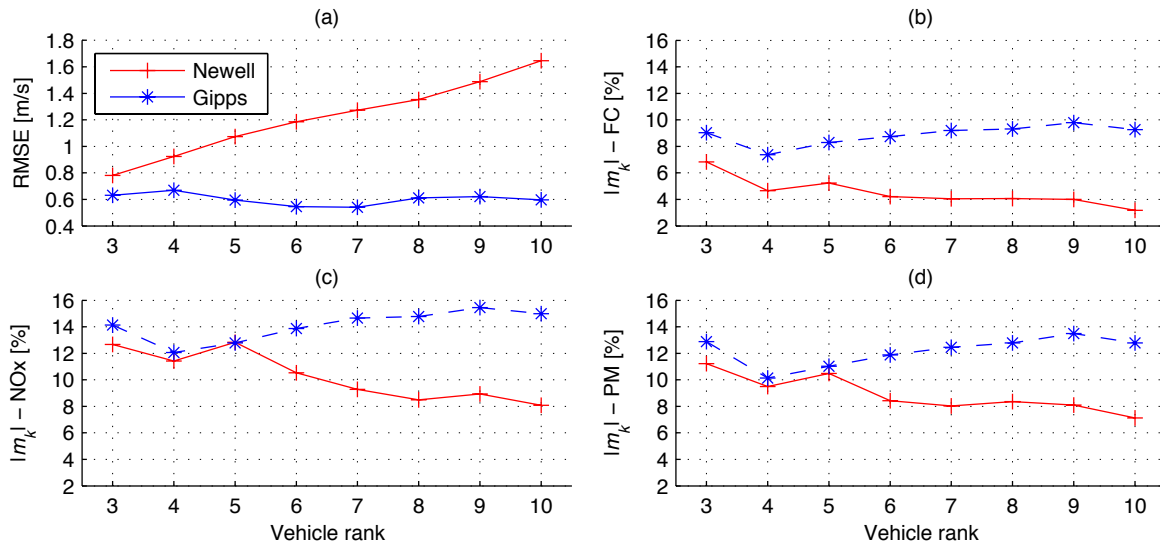 (a)
RMSE [m/s]
1.8
1.6
1.4
1.2
1
0.8
0.6
0.4
Newell
Gipps
3 4 5 6 7 8 9 10
(b)
|m_k| − FC [%]
16
14
12
10
8
6
4
2
3 4 5 6 7 8 9 10
(c)
|m_k| − NOx [%]
16
14
12
10
8
6
4
2
3 4 5 6 7 8 9 10
Vehicle rank
(d)
|m_k| − PM [%]
16
14
12
10
8
6
4
2
3 4 5 6 7 8 9 10
Vehicle rank